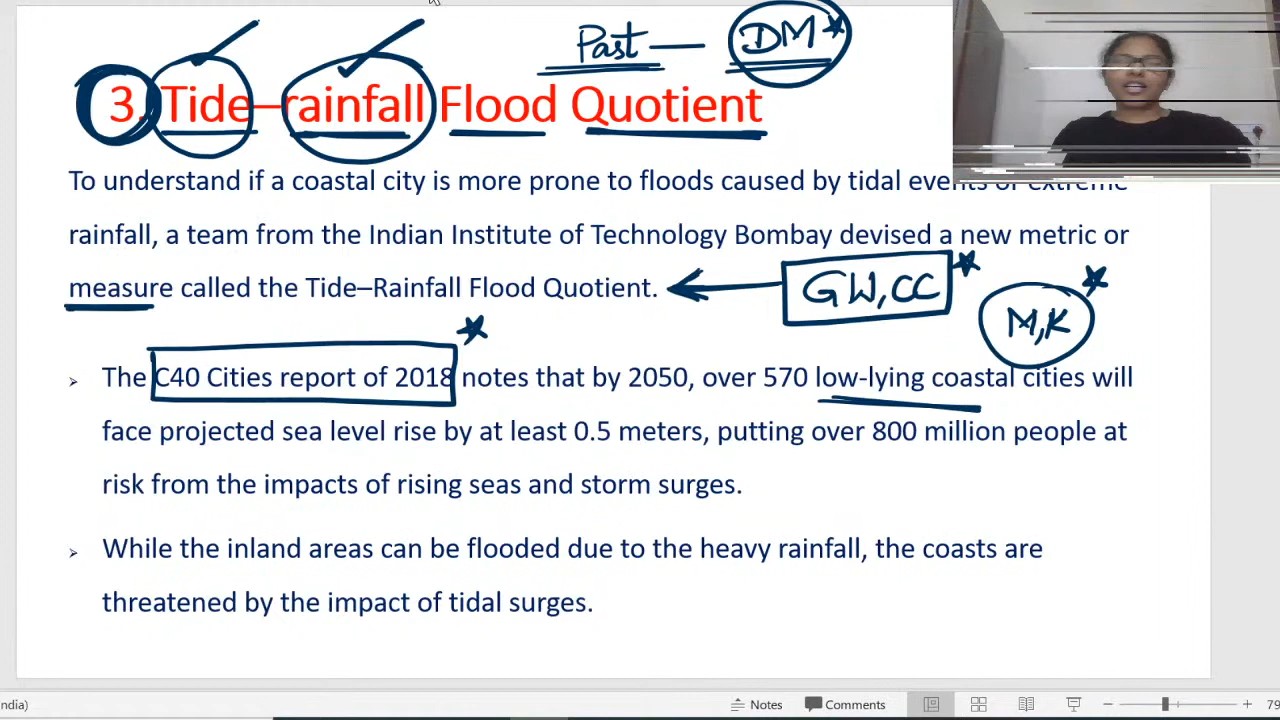 Past — DM
3. Tide–rainfall Flood Quotient
To understand if a coastal city is more prone to floods caused by tidal events or extreme
rainfall, a team from the Indian Institute of Technology Bombay devised a new metric or
measure called the Tide–Rainfall Flood Quotient.
GW, CC
M, K
The C40 Cities report of 2018 notes that by 2050, over 570 low-lying coastal cities will
face projected sea level rise by at least 0.5 meters, putting over 800 million people at
risk from the impacts of rising seas and storm surges.
While the inland areas can be flooded due to the heavy rainfall, the coasts are
threatened by the impact of tidal surges.
ndia)
Notes
Comments
79